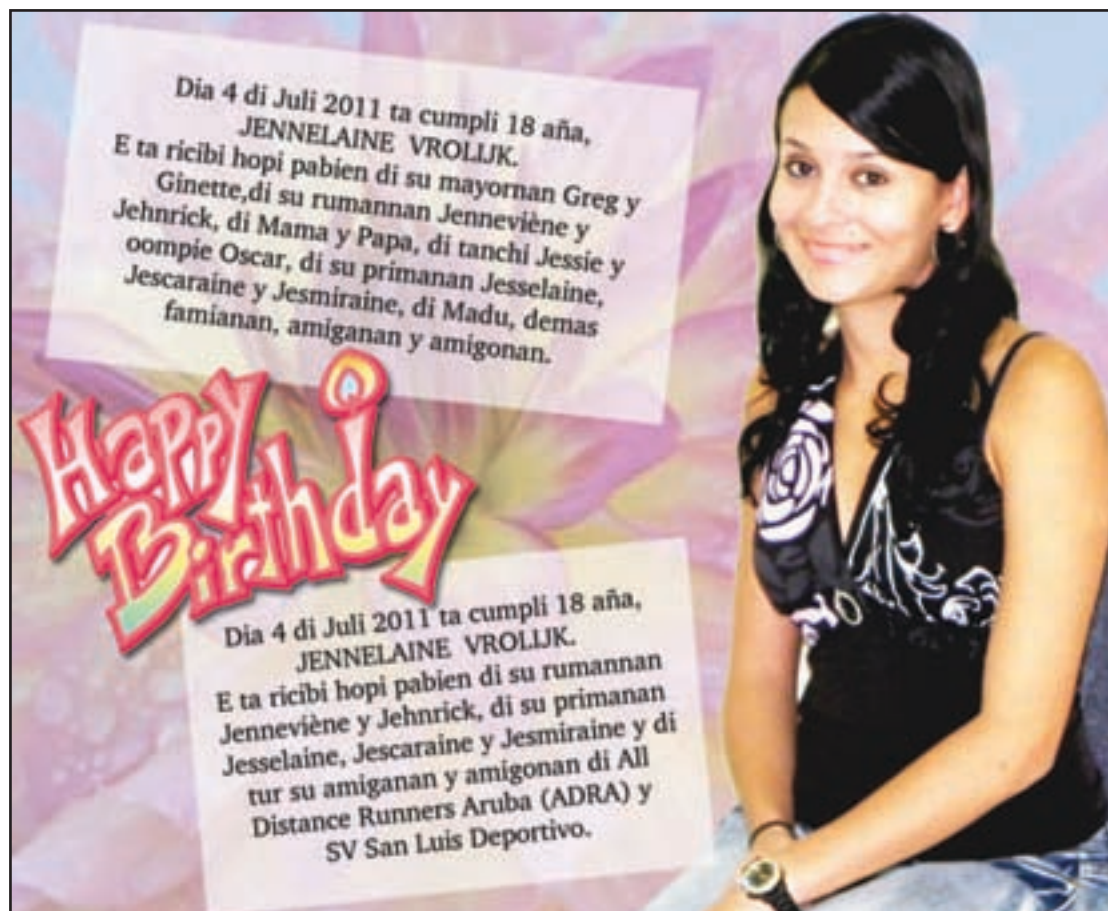 Dia 4 di Juli 2011 ta cumpli 18 aña,
JENNELAINE VROLIJK.
E ta ricibi hopi pabien di su mayornan Greg y
Ginette,di su rumannan Jenneviène y
Jehnrick, di Mama y Papa, di tanchi Jessie y
oompie Oscar, di su primanan Jesselaine,
Jescaraine y Jesmiraine, di Madu, demas
famianan, amiganan y amigonan.
Happy
Birthday
Dia 4 di Juli 2011 ta cumpli 18 aña,
JENNELAINE VROLIJK.
E ta ricibi hopi pabien di su rumannan
Jenneviène y Jehnrick, di su primanan
Jesselaine, Jescaraine y Jesmiraine y di
tur su amiganan y amigonan di All
Distance Runners Aruba (ADRA) y
SV San Luis Deportivo.